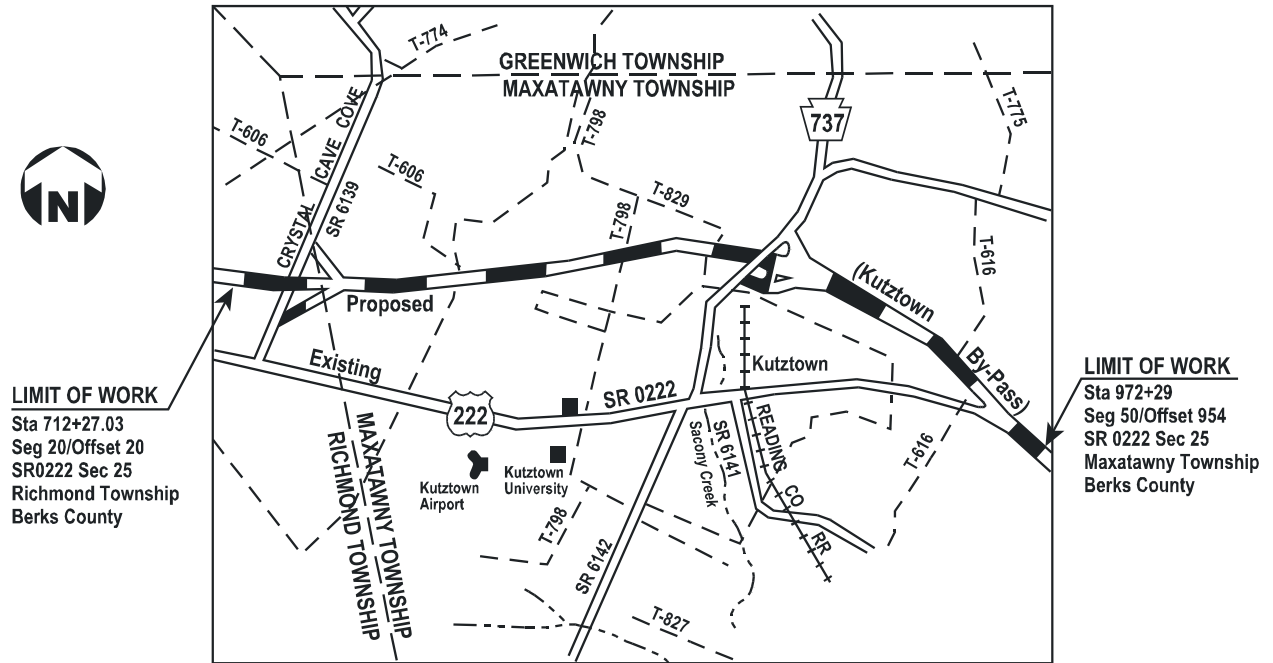 T-774
GREENWICH TOWNSHIP
MAXATAWNY TOWNSHIP
737
T-775
T-606
CRYSTAL CAVE COVE
SR 6139
T-606
T-798
T-829
T-798
N
T-616
Proposed
(Kutztown
By-Pass)
Existing
222
SR 0222
Kutztown
LIMIT OF WORK
Sta 712+27.03
Seg 20/Offset 20
SR0222 Sec 25
Richmond Township
Berks County
LIMIT OF WORK
Sta 972+29
Seg 50/Offset 954
SR 0222 Sec 25
Maxatawny Township
Berks County
MAXATAWNY TOWNSHIP
RICHMOND TOWNSHIP
Kutztown
Airport
Kutztown
University
T-798
SR 6142
Sacony Creek
SR 6141
READING CO RR
T-616
T-827